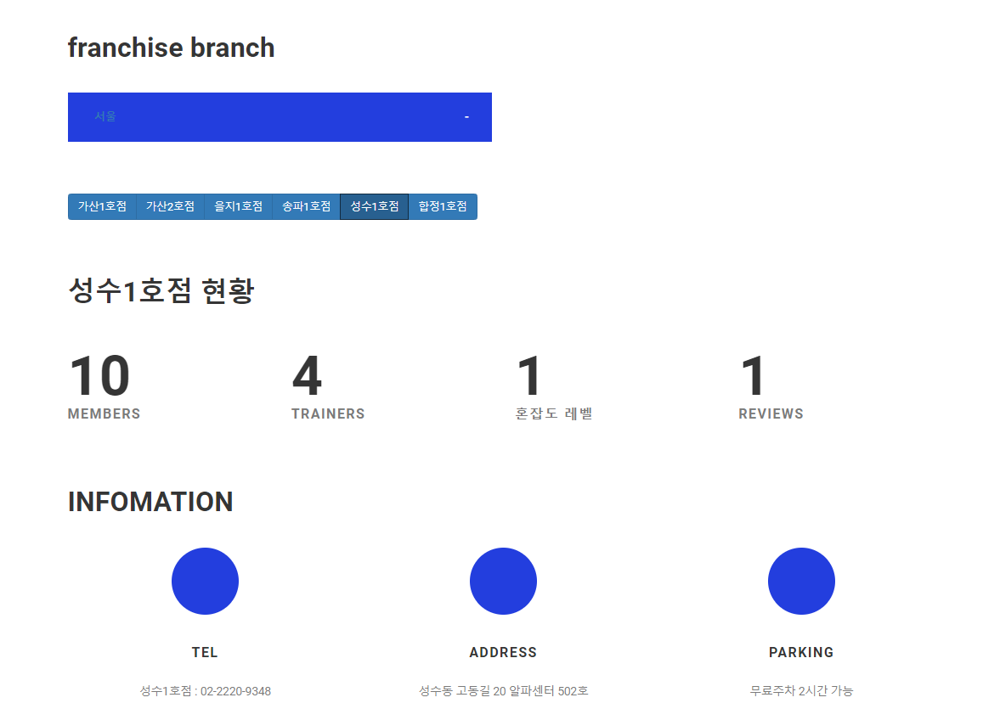 franchise branch
서울 -
가산1호점 가산2호점 을지1호점 송파1호점 성수1호점 합정1호점
성수1호점 현황
10 4 1 1
MEMBERS TRAINERS 혼잡도 레벨 REVIEWS
INFOMATION
TEL ADDRESS PARKING
성수1호점 : 02-2220-9348 성수동 고동길 20 알파센터 502호 무료주차 2시간 가능